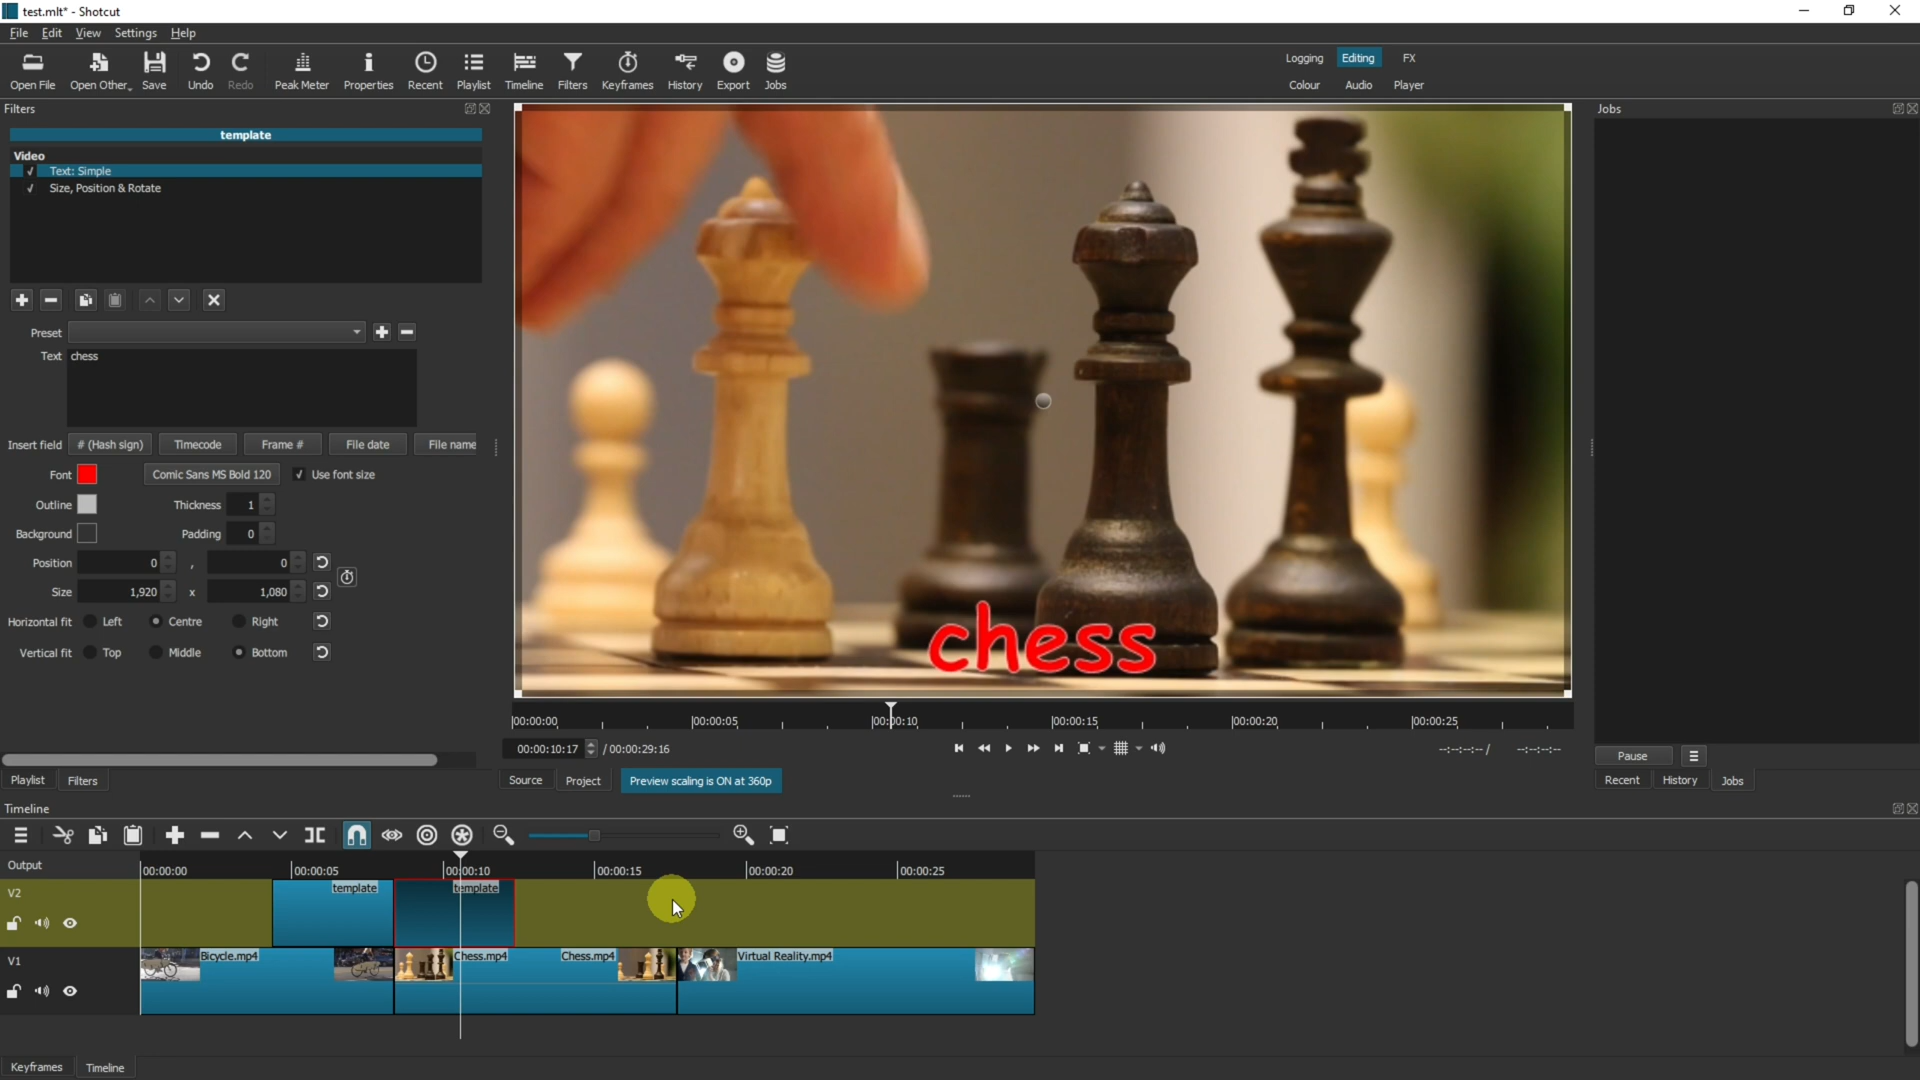 test.mlt* - Shotcut
File Edit View Settings Help
Open File Open Other Save Undo Redo Peak Meter Properties Recent Playlist Timeline Filters Keyframes History Export Jobs
Logging Editing FX
Colour Audio Player
Filters
Jobs
template
Video
Text: Simple
Size, Position & Rotate
Preset
Text chess
Insert field # (Hash sign) Timecode Frame # File date File name
Font Comic Sans MS Bold 120 Use font size
Outline Thickness 1
Background Padding 0
Position 0 , 0
Size 1,920 x 1,080
Horizontal fit Left Centre Right
Vertical fit Top Middle Bottom
chess
00:00:00 00:00:05 00:00:10 00:00:15 00:00:20 00:00:25
00:00:10:17 / 00:00:29:16 --:--:--:-- / --:--:--:--
Pause
Playlist Filters
Source Project Preview scaling is ON at 360p
Recent History Jobs
Timeline
Output
00:00:00 00:00:05 00:00:10 00:00:15 00:00:20 00:00:25
V2
template template
V1
Bicycle.mp4 Chess.mp4 Chess.mp4 Virtual Reality.mp4
Keyframes Timeline